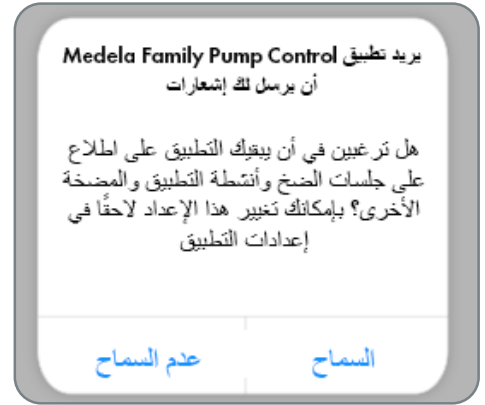 يريد تطبيق Medela Family Pump Control
أن يرسل لك إشعارات
هل ترغبين في أن يبقيك التطبيق على اطلاع
على جلسات الضخ وأنشطة التطبيق والمضخة
الأخرى؟ بإمكانك تغيير هذا الإعداد لاحقًا في
إعدادات التطبيق
السماح
عدم السماح